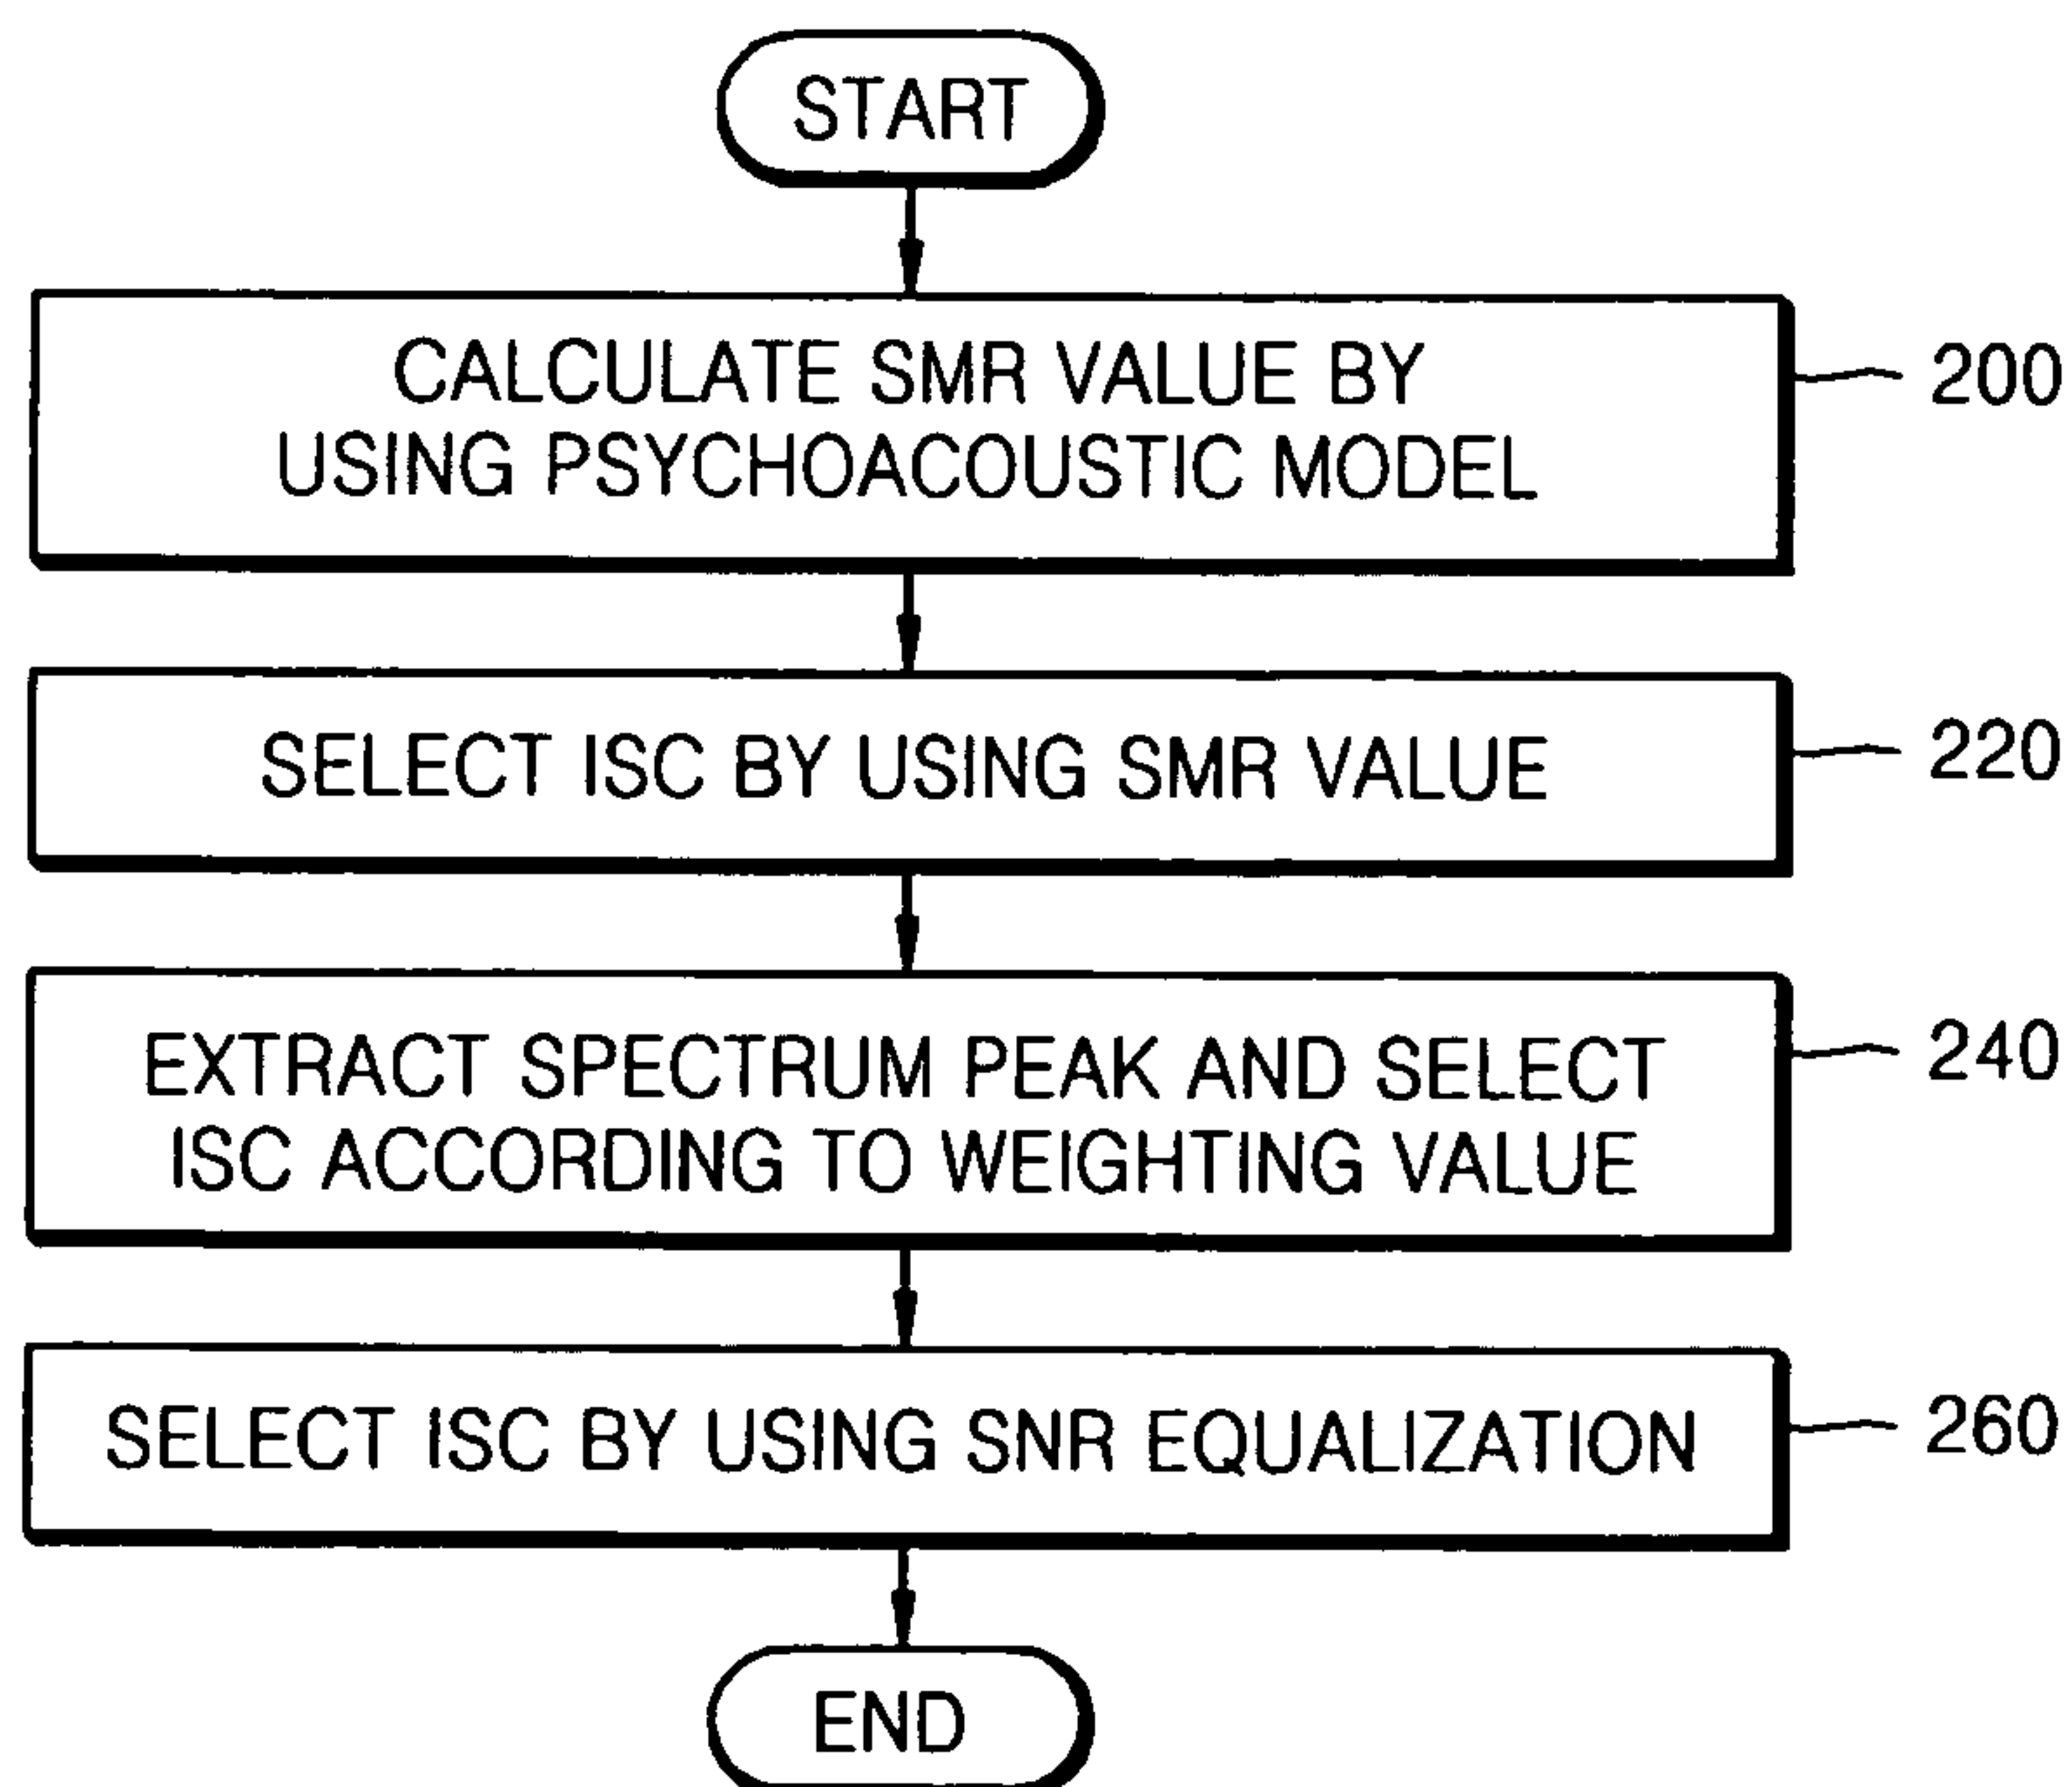 START
CALCULATE SMR VALUE BY
USING PSYCHOACOUSTIC MODEL
200
SELECT ISC BY USING SMR VALUE
220
EXTRACT SPECTRUM PEAK AND SELECT
ISC ACCORDING TO WEIGHTING VALUE
240
SELECT ISC BY USING SNR EQUALIZATION
260
END